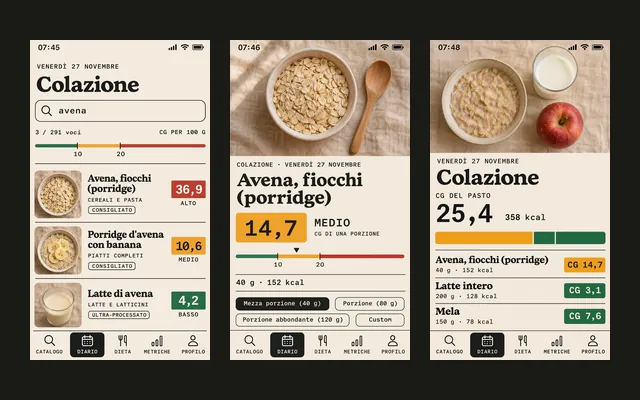 07:45
VENERDÌ 27 NOVEMBRE
Colazione
avena
3 / 291 voci
CG PER 100 G
10
20
Avena, fiocchi
(porridge)
CEREALI E PASTA
CONSIGLIATO
36,9
ALTO
Porridge d'avena
con banana
PIATTI COMPLETI
CONSIGLIATO
10,6
MEDIO
Latte di avena
LATTE E LATTICINI
ULTRA-PROCESSATO
4,2
BASSO
CATALOGO
DIARIO
DIETA
METRICHE
PROFILO
07:46
COLAZIONE · VENERDÌ 27 NOVEMBRE
Avena, fiocchi
(porridge)
14,7
MEDIO
CG DI UNA PORZIONE
10
20
40 g · 152 kcal
Mezza porzione (40 g)
Porzione (80 g)
Porzione abbondante (120 g)
Custom
CATALOGO
DIARIO
DIETA
METRICHE
PROFILO
07:48
VENERDÌ 27 NOVEMBRE
Colazione
CG DEL PASTO
25,4
358 kcal
Avena, fiocchi (porridge)
40 g · 152 kcal
CG 14,7
Latte intero
200 g · 128 kcal
CG 3,1
Mela
150 g · 78 kcal
CG 7,6
CATALOGO
DIARIO
DIETA
METRICHE
PROFILO